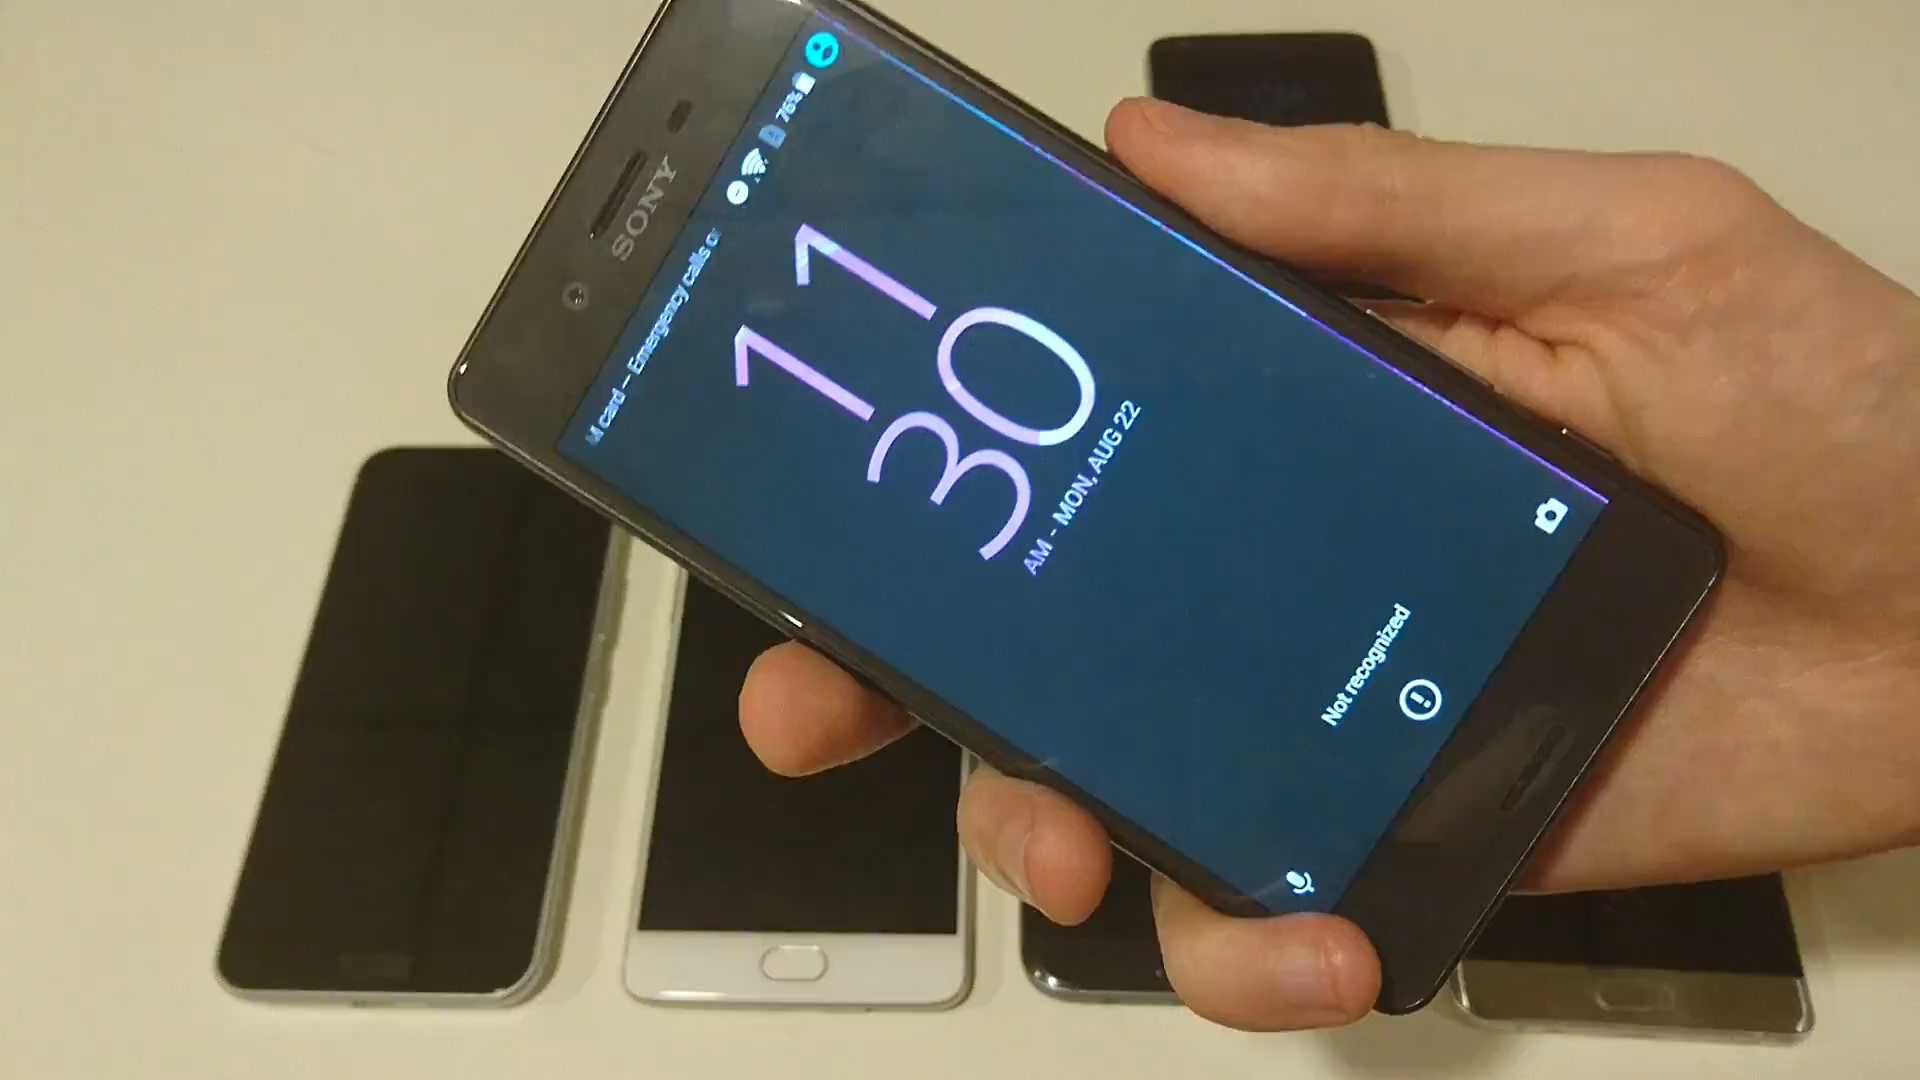 SONY
M card – Emergency calls o
76%
11
30
AM - MON, AUG 22
Not recognized